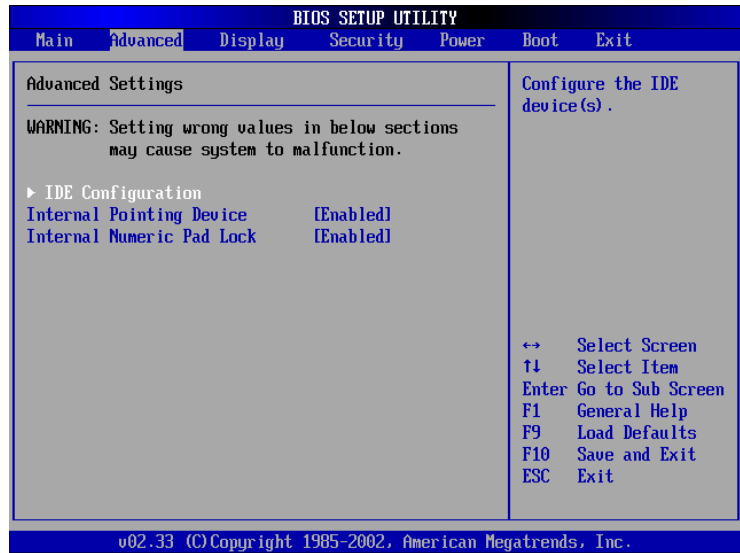 BIOS SETUP UTILITY
Main Advanced Display Security Power Boot Exit
Advanced Settings
WARNING: Setting wrong values in below sections
may cause system to malfunction.
▶ IDE Configuration
Internal Pointing Device [Enabled]
Internal Numeric Pad Lock [Enabled]
Configure the IDE
device(s).
←→ Select Screen
↑↓ Select Item
Enter Go to Sub Screen
F1 General Help
F9 Load Defaults
F10 Save and Exit
ESC Exit
v02.33 (C)Copyright 1985-2002, American Megatrends, Inc.